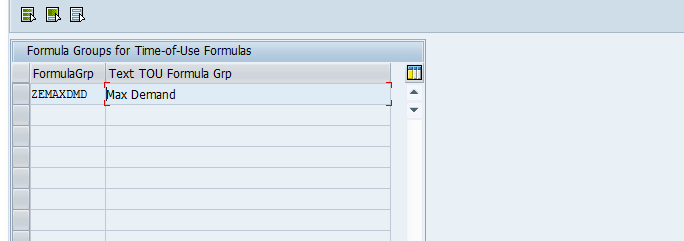 Formula Groups for Time-of-Use Formulas
FormulaGrp Text TOU Formula Grp
ZEMAXDMD Max Demand